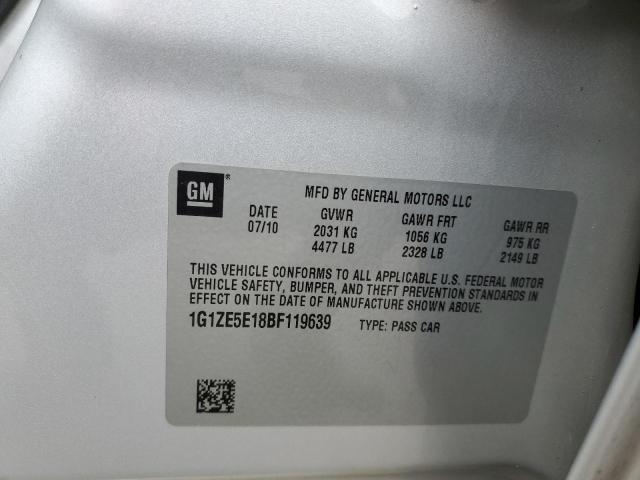 GM®
MFD BY GENERAL MOTORS LLC
DATE GVWR GAWR FRT GAWR RR
07/10 2031 KG 1056 KG 975 KG
4477 LB 2328 LB 2149 LB
THIS VEHICLE CONFORMS TO ALL APPLICABLE U.S. FEDERAL MOTOR
VEHICLE SAFETY, BUMPER, AND THEFT PREVENTION STANDARDS IN
EFFECT ON THE DATE OF MANUFACTURE SHOWN ABOVE.
1G1ZE5E18BF119639 TYPE: PASS CAR